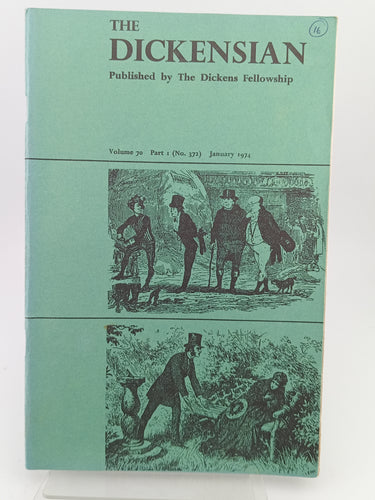 16
THE
DICKENSIAN
Published by The Dickens Fellowship
Volume 70 Part 1 (No. 372) January 1974